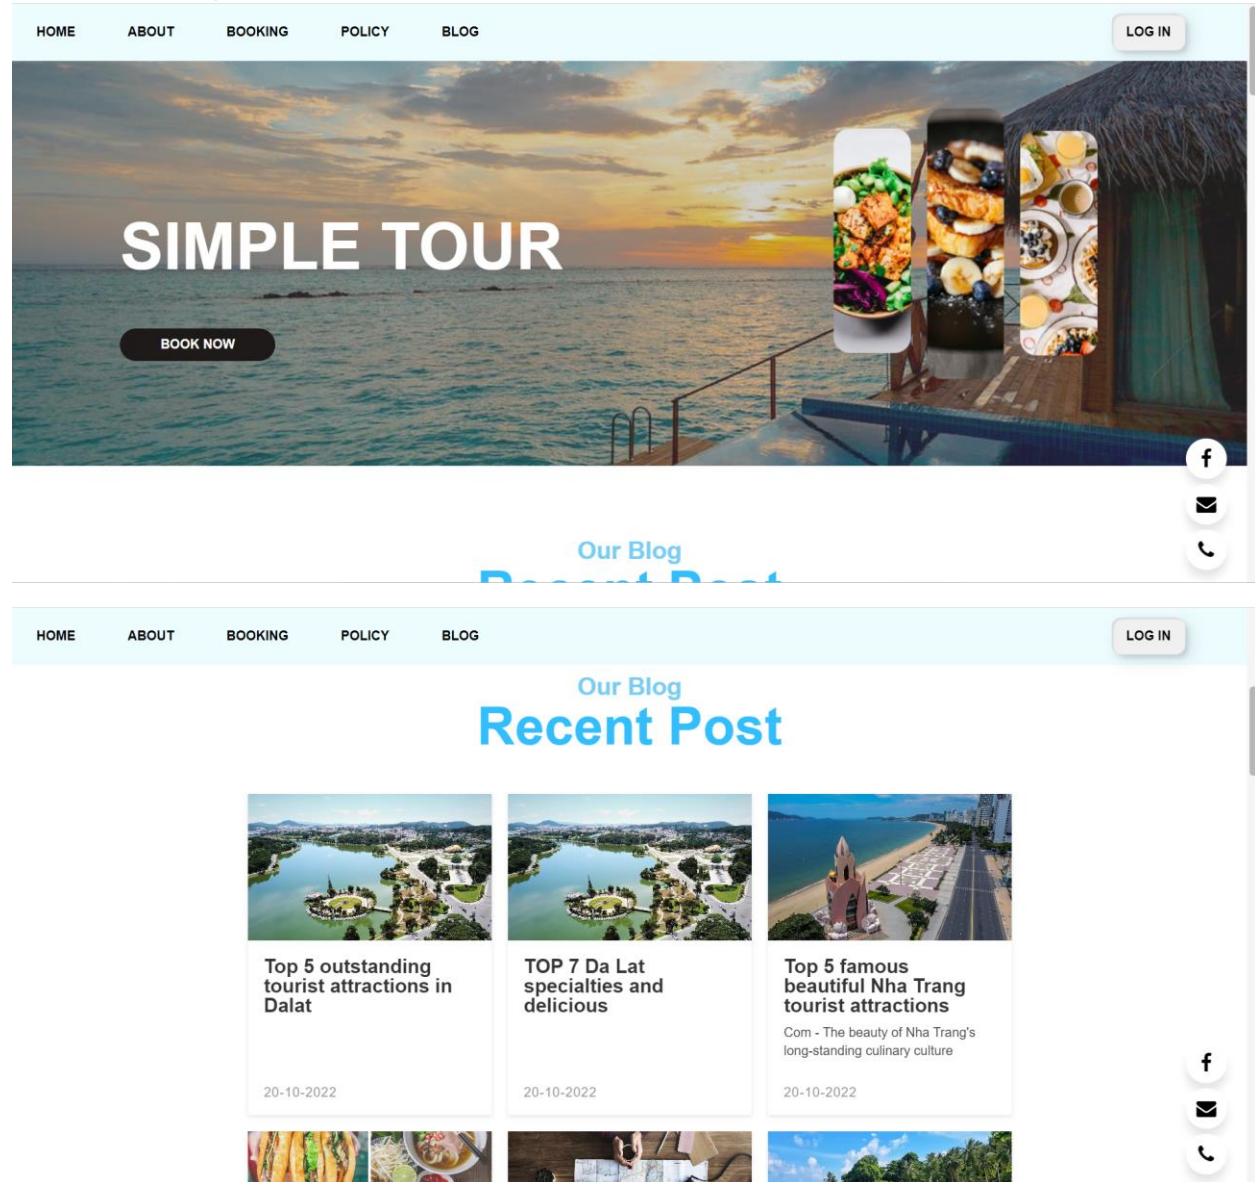 HOME ABOUT BOOKING POLICY BLOG LOG IN
SIMPLE TOUR
BOOK NOW
Our Blog
Recent Post
HOME ABOUT BOOKING POLICY BLOG LOG IN
Our Blog
Recent Post
Top 5 outstanding
tourist attractions in
Dalat
20-10-2022
TOP 7 Da Lat
specialties and
delicious
20-10-2022
Top 5 famous
beautiful Nha Trang
tourist attractions
Com - The beauty of Nha Trang's
long-standing culinary culture
20-10-2022